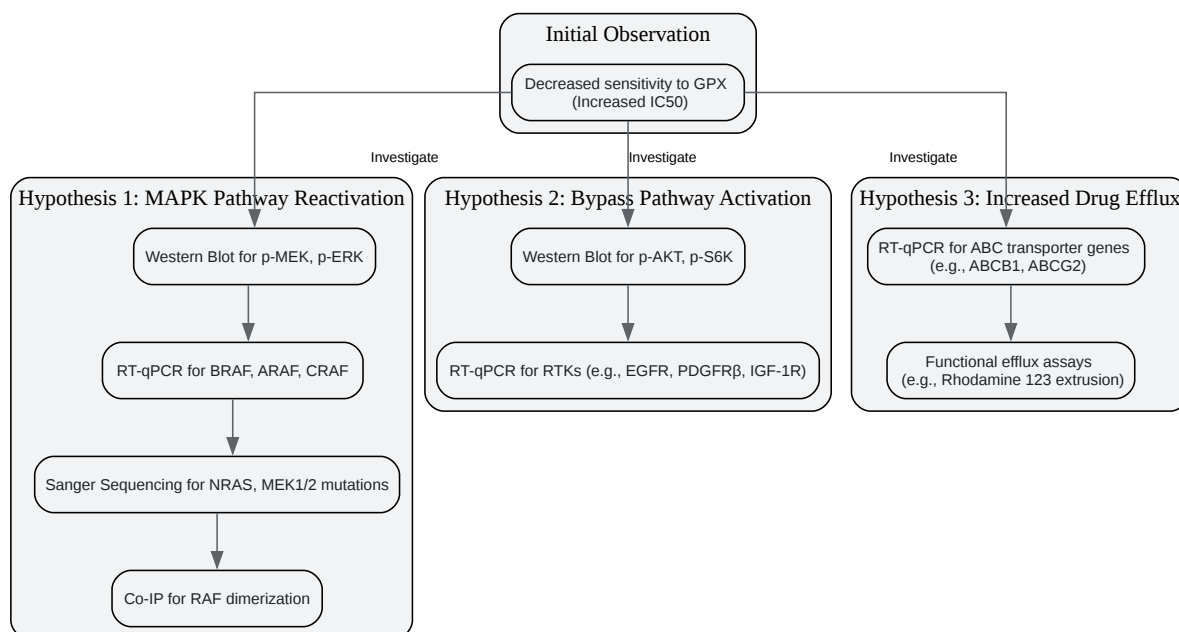 Initial Observation
Decreased sensitivity to GPX
(Increased IC50)
Investigate
Investigate
Investigate
Hypothesis 1: MAPK Pathway Reactivation
Western Blot for p-MEK, p-ERK
RT-qPCR for BRAF, ARAF, CRAF
Sanger Sequencing for NRAS, MEK1/2 mutations
Co-IP for RAF dimerization
Hypothesis 2: Bypass Pathway Activation
Western Blot for p-AKT, p-S6K
RT-qPCR for RTKs (e.g., EGFR, PDGFRβ, IGF-1R)
Hypothesis 3: Increased Drug Efflux
RT-qPCR for ABC transporter genes
(e.g., ABCB1, ABCG2)
Functional efflux assays
(e.g., Rhodamine 123 extrusion)